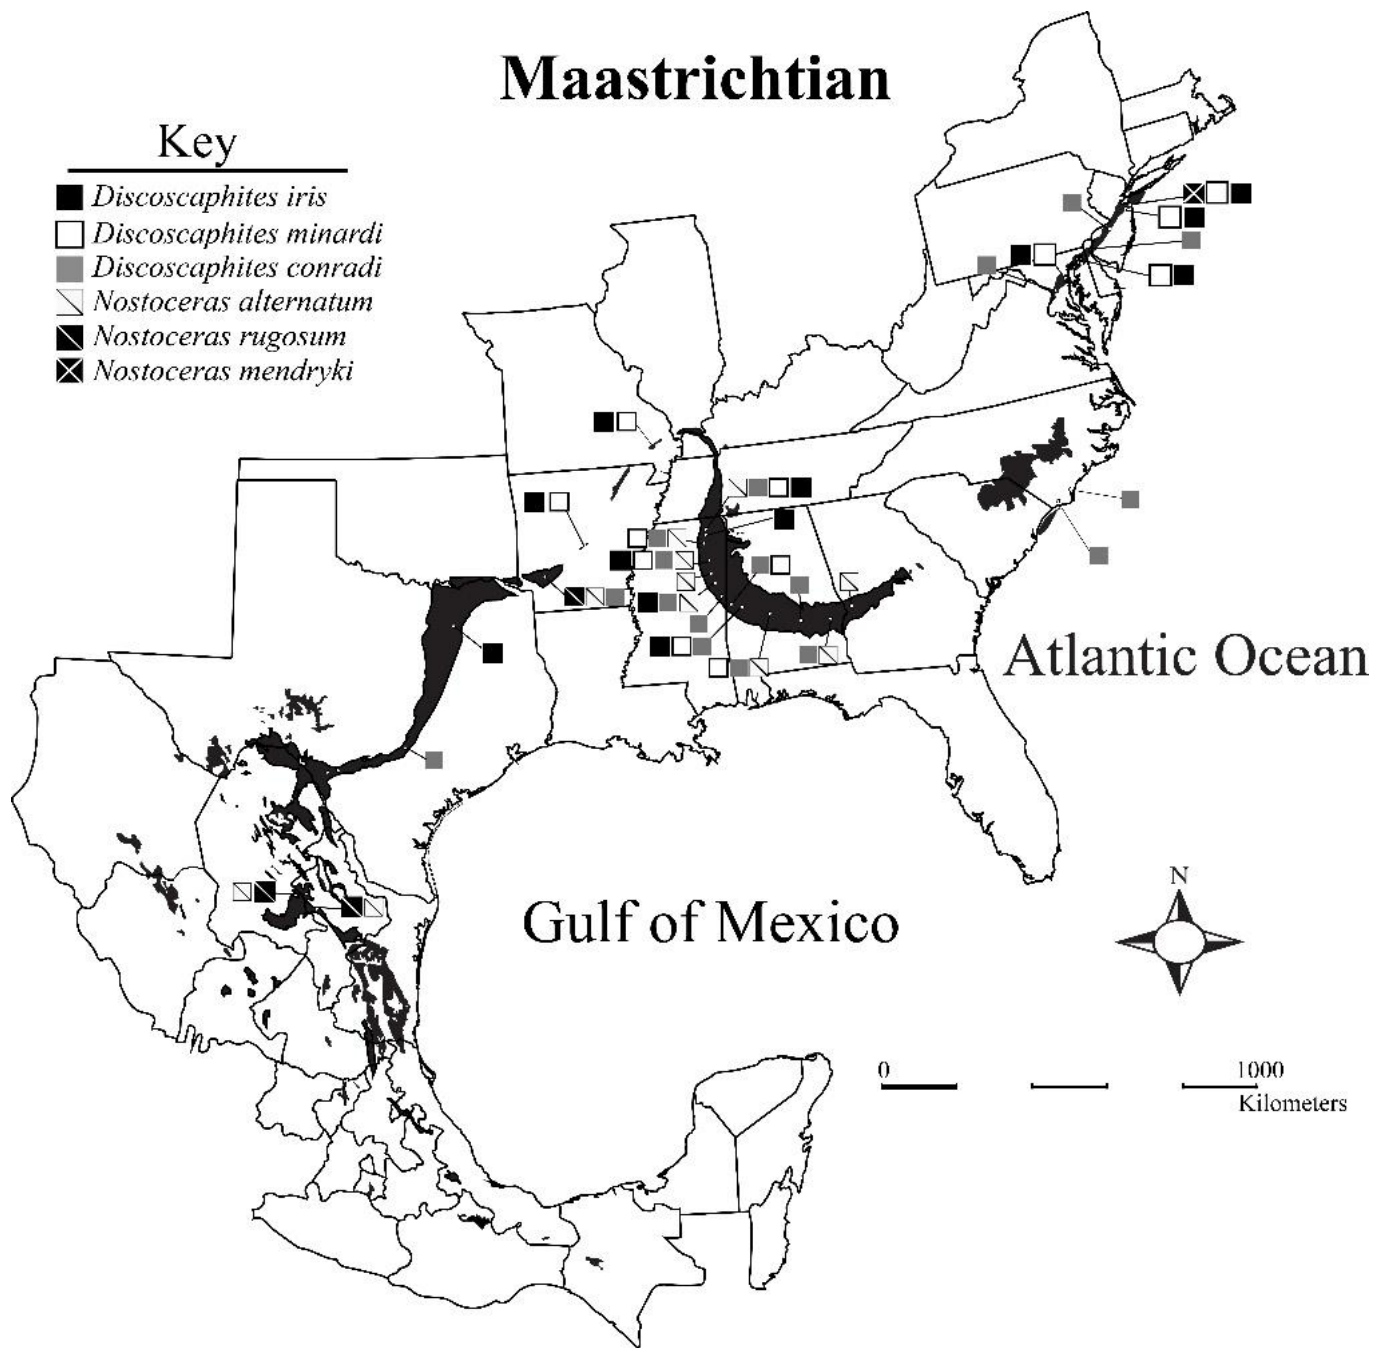 Maastrichtian
Key
Discoscaphites iris
Discoscaphites minardi
Discoscaphites conradi
Nostoceras alternatum
Nostoceras rugosum
Nostoceras mendryki
Atlantic Ocean
Gulf of Mexico
N
0 1000
Kilometers